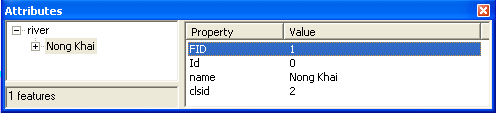 Attributes
river
Nong Khai
1 features
Property Value
FID 1
Id 0
name Nong Khai
clsid 2